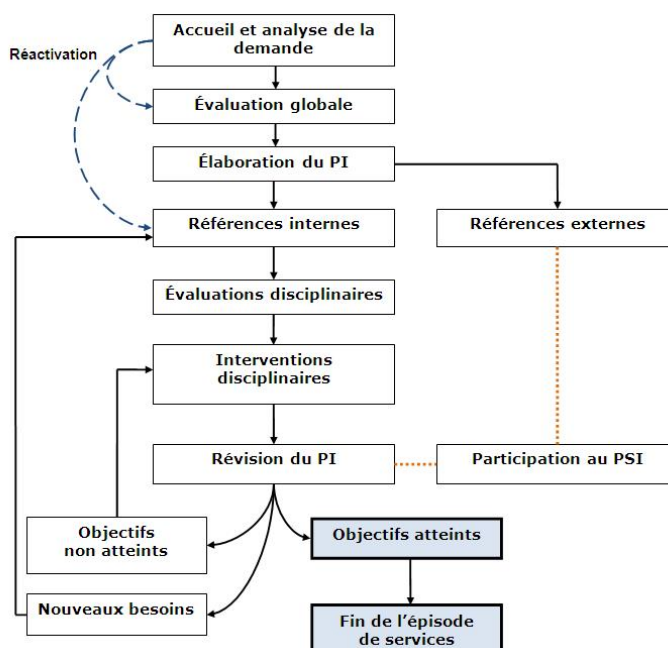 Accueil et analyse de la
demande
Réactivation
Évaluation globale
Élaboration du PI
Références internes
Références externes
Évaluations disciplinaires
Interventions
disciplinaires
Révision du PI
Participation au PSI
Objectifs
non atteints
Objectifs atteints
Nouveaux besoins
Fin de l’épisode
de services